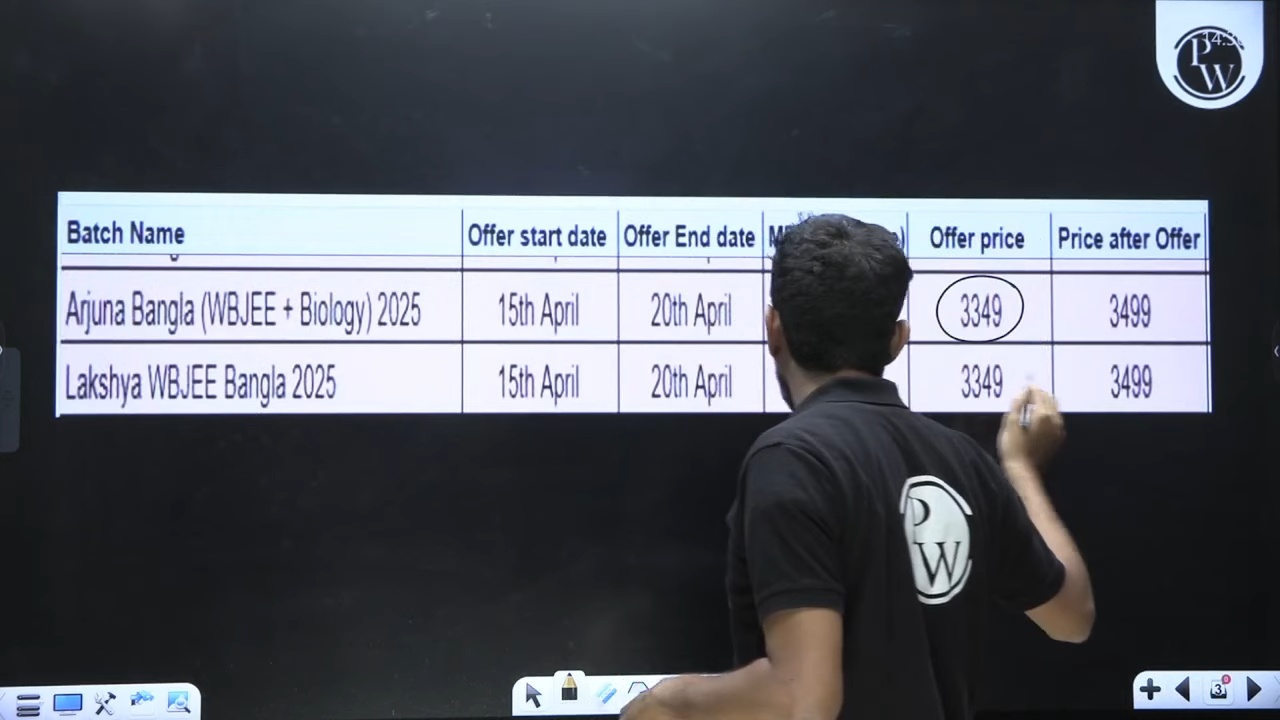 P
W
Batch Name Offer start date Offer End date Offer price Price after Offer
Arjuna Bangla (WBJEE + Biology) 2025 15th April 20th April 3349 3499
Lakshya WBJEE Bangla 2025 15th April 20th April 3349 3499
P
W